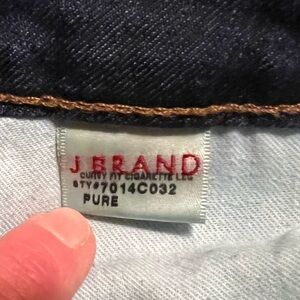 J BRAND
CURVY FIT CIGARETTE LEG
STY#7014C032
PURE